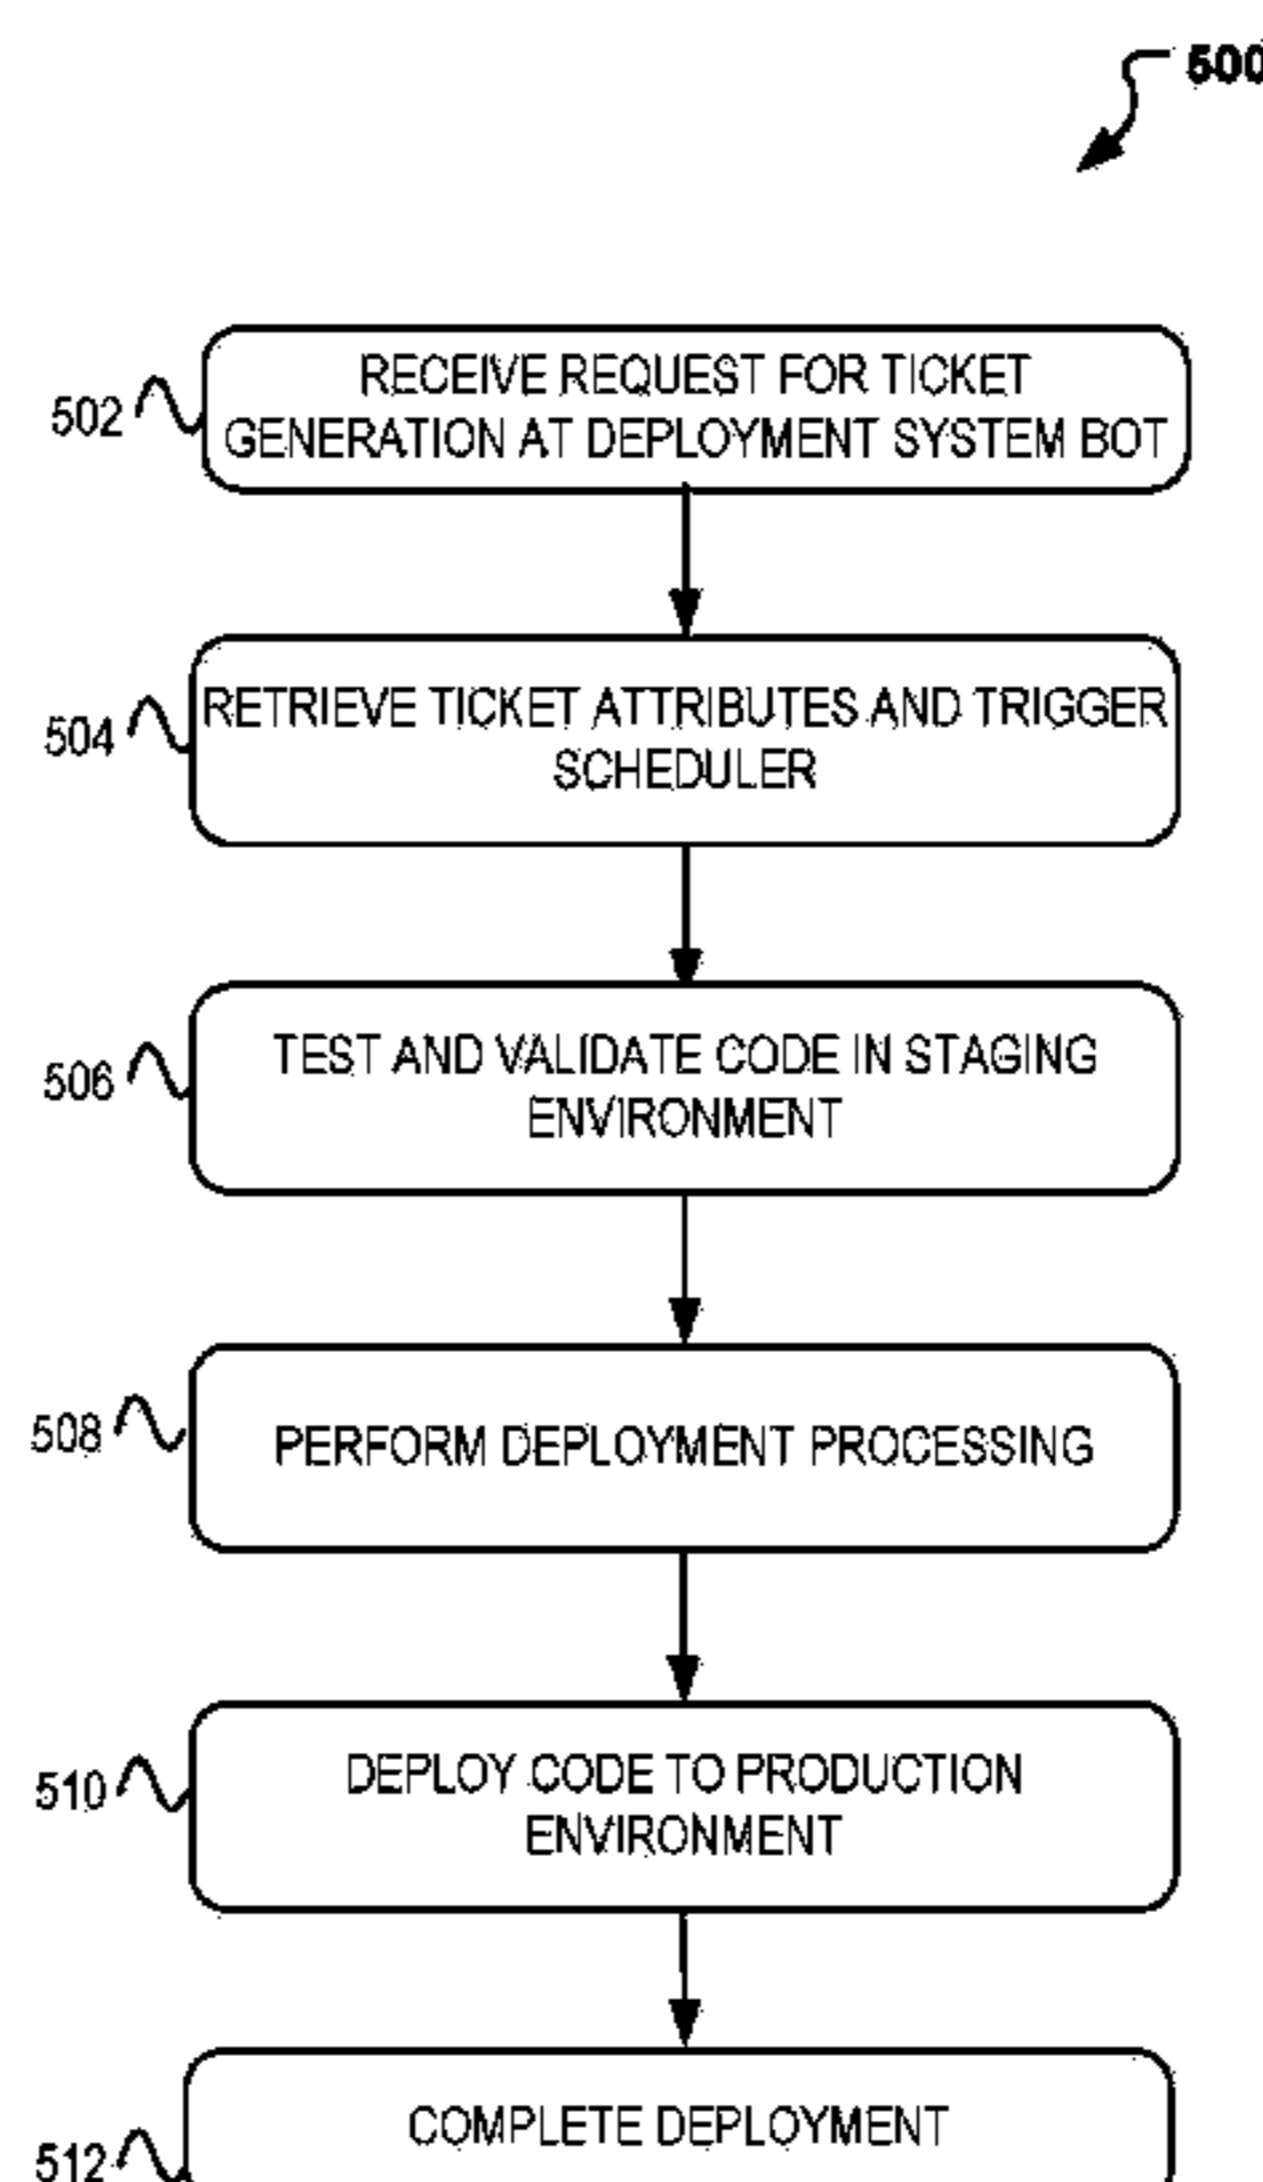 500
502
RECEIVE REQUEST FOR TICKET
GENERATION AT DEPLOYMENT SYSTEM BOT
504
RETRIEVE TICKET ATTRIBUTES AND TRIGGER
SCHEDULER
506
TEST AND VALIDATE CODE IN STAGING
ENVIRONMENT
508
PERFORM DEPLOYMENT PROCESSING
510
DEPLOY CODE TO PRODUCTION
ENVIRONMENT
512
COMPLETE DEPLOYMENT